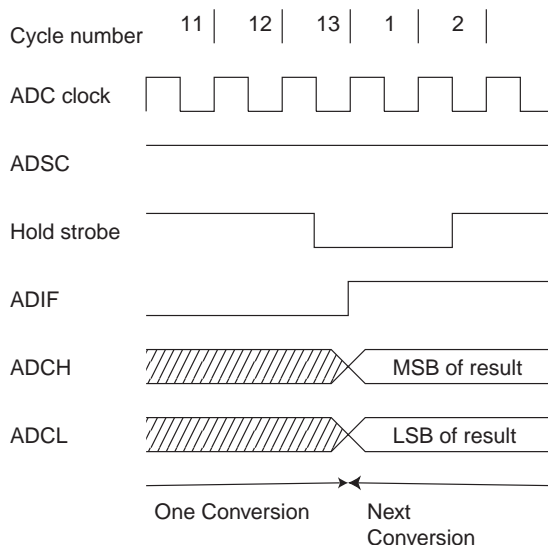 Cycle number 11 12 13 1 2
ADC clock
ADSC
Hold strobe
ADIF
ADCH MSB of result
ADCL LSB of result
One Conversion Next
Conversion